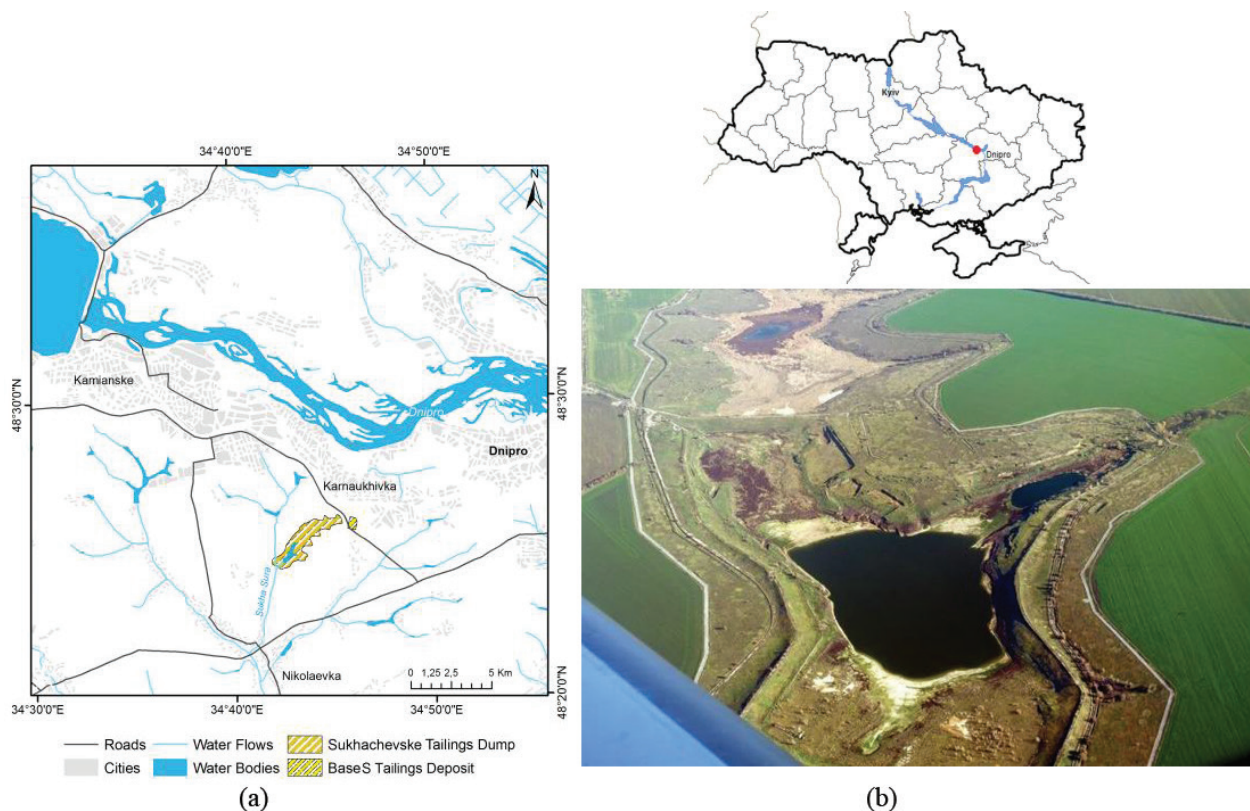 34°40'0"E 34°50'0"E
N
Kamianske
48°30'0"N
48°30'0"N
Dnipro
Dnipro
Karnaukhivka
Sukha Sura
Nikolaevka
0 1,25 2,5 5 Km
48°20'0"N
34°30'0"E 34°40'0"E 34°50'0"E
Roads Water Flows Sukhachevske Tailings Dump
Cities Water Bodies BaseS Tailings Deposit
(a)
Kyiv
Dnipro
(b)